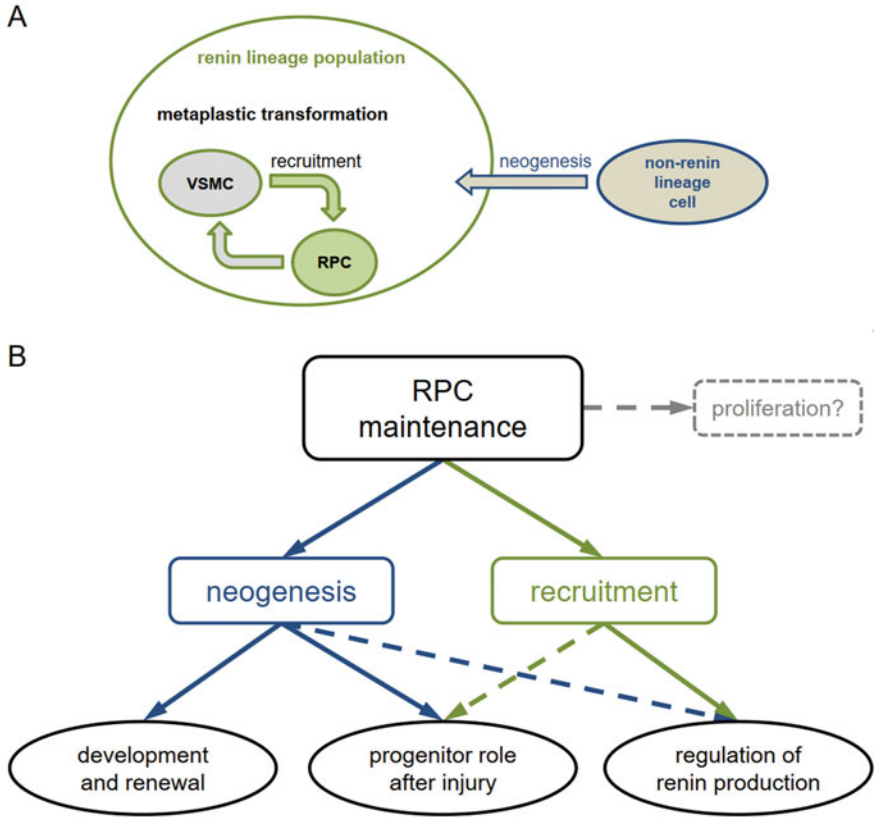 A
renin lineage population
metaplastic transformation
recruitment
VSMC
RPC
neogenesis
non-renin
lineage
cell
B
RPC
maintenance
proliferation?
neogenesis
recruitment
development
and renewal
progenitor role
after injury
regulation of
renin production